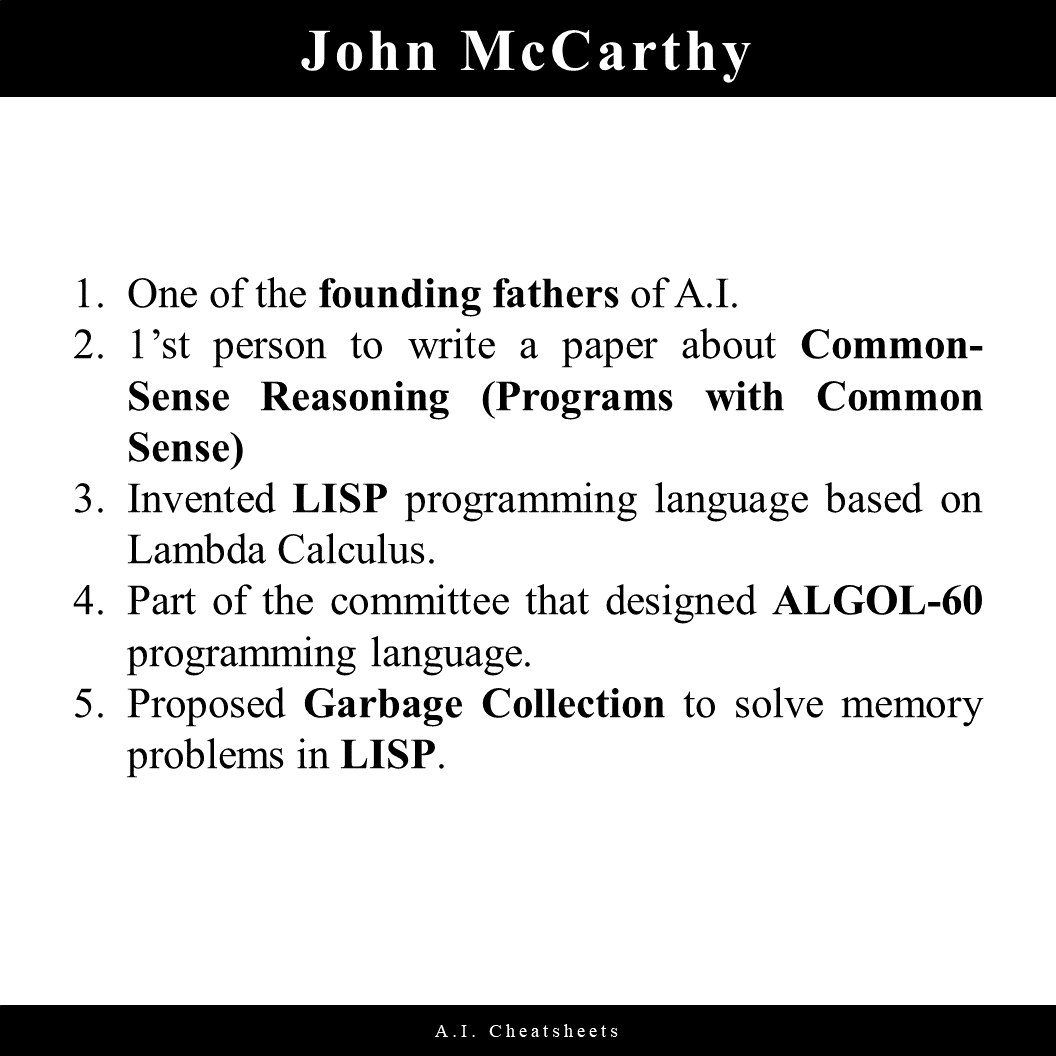 John McCarthy
1. One of the founding fathers of A.I.
2. 1’st person to write a paper about Common-
Sense Reasoning (Programs with Common
Sense)
3. Invented LISP programming language based on
Lambda Calculus.
4. Part of the committee that designed ALGOL-60
programming language.
5. Proposed Garbage Collection to solve memory
problems in LISP.
A.I. Cheatsheets